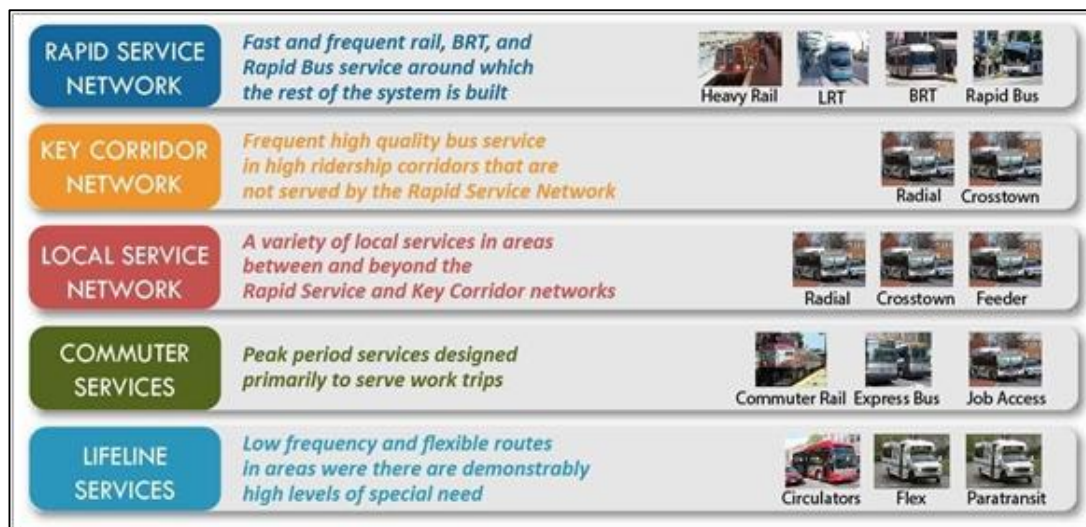 RAPID SERVICE
NETWORK
Fast and frequent rail, BRT, and
Rapid Bus service around which
the rest of the system is built
Heavy Rail LRT BRT Rapid Bus
KEY CORRIDOR
NETWORK
Frequent high quality bus service
in high ridership corridors that are
not served by the Rapid Service Network
Radial Crosstown
LOCAL SERVICE
NETWORK
A variety of local services in areas
between and beyond the
Rapid Service and Key Corridor networks
Radial Crosstown Feeder
COMMUTER
SERVICES
Peak period services designed
primarily to serve work trips
Commuter Rail Express Bus Job Access
LIFELINE
SERVICES
Low frequency and flexible routes
in areas were there are demonstrably
high levels of special need
Circulators Flex Paratransit